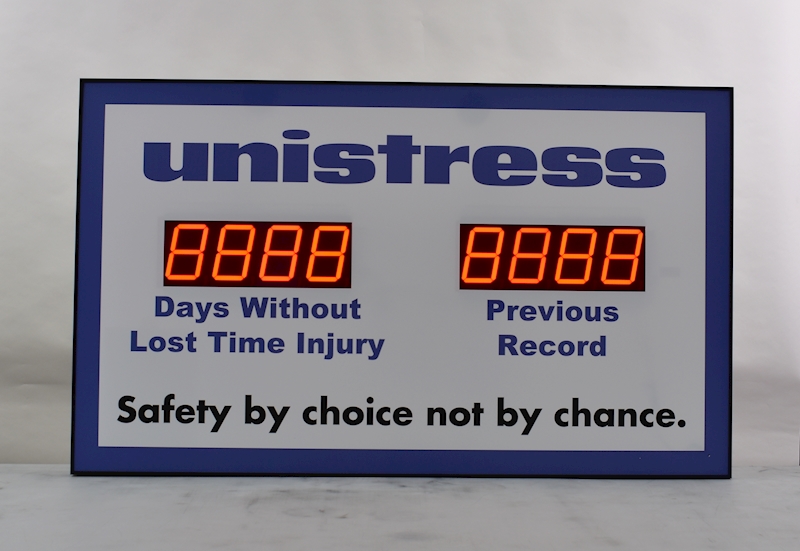 unistress
8888 8888
Days Without Previous
Lost Time Injury Record
Safety by choice not by chance.